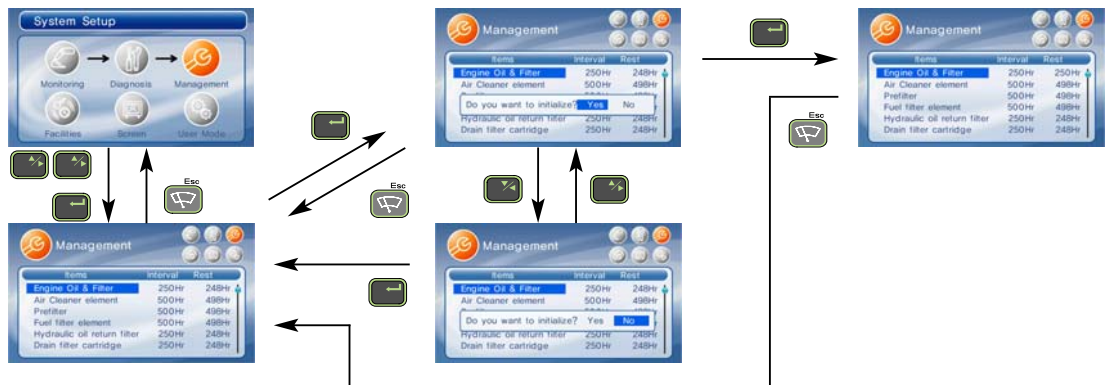 System Setup
Monitoring Diagnosis Management
Facilities Screen User Mode
Esc
Management
Items Interval Rest
Engine Oil & Filter 250Hr 248Hr
Air Cleaner element 500Hr 498Hr
Prefilter 500Hr 498Hr
Fuel filter element 500Hr 498Hr
Hydraulic oil return filter 250Hr 248Hr
Drain filter cartridge 250Hr 248Hr
Esc
Management
Items Interval Rest
Engine Oil & Filter 250Hr 248Hr
Air Cleaner element 500Hr 498Hr
Do you want to initialize? Yes No
Hydraulic oil return filter 250Hr 248Hr
Drain filter cartridge 250Hr 248Hr
Management
Items Interval Rest
Engine Oil & Filter 250Hr 248Hr
Air Cleaner element 500Hr 498Hr
Do you want to initialize? Yes No
Hydraulic oil return filter 250Hr 248Hr
Drain filter cartridge 250Hr 248Hr
Management
Items Interval Rest
Engine Oil & Filter 250Hr 250Hr
Air Cleaner element 500Hr 498Hr
Prefilter 500Hr 498Hr
Fuel filter element 500Hr 498Hr
Hydraulic oil return filter 250Hr 248Hr
Drain filter cartridge 250Hr 248Hr
Esc